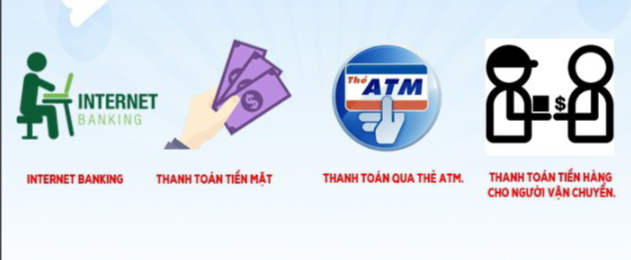 INTERNET
BANKING
Thẻ
ATM
$
$
INTERNET BANKING
THANH TOÁN TIỀN MẶT
THANH TOÁN QUA THẺ ATM.
THANH TOÁN TIỀN HÀNG
CHO NGƯỜI VẬN CHUYỂN.